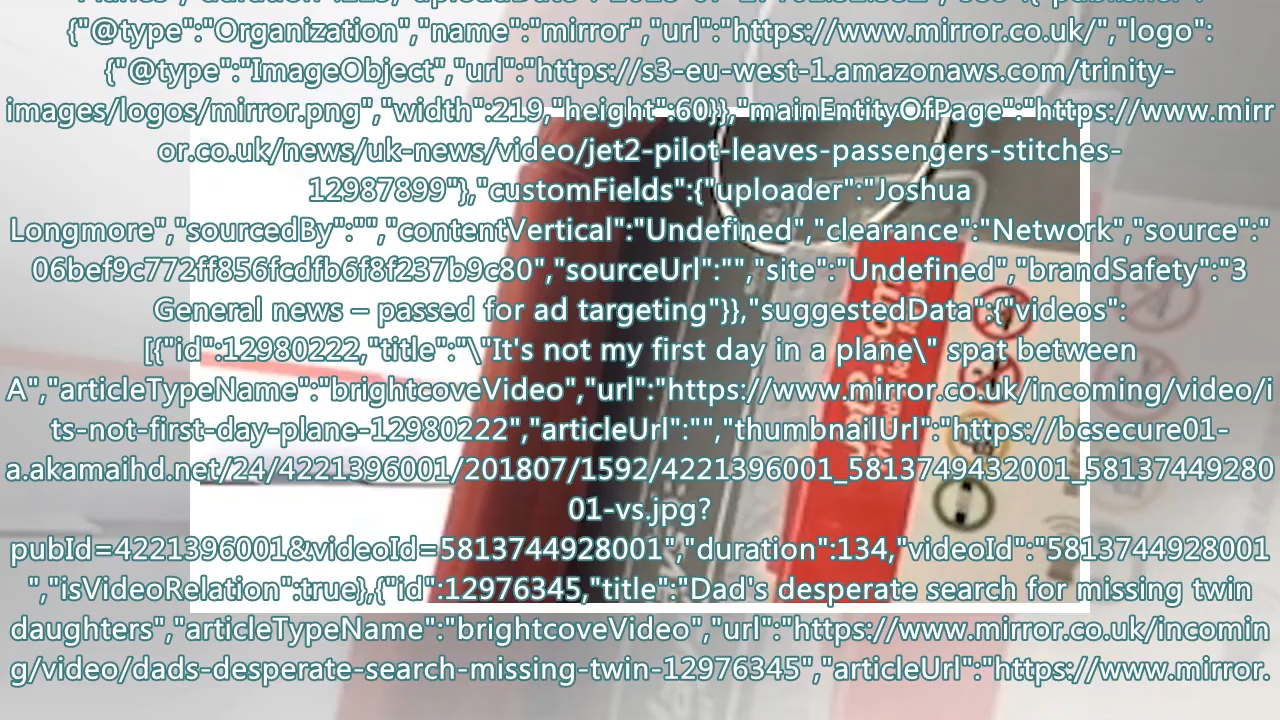 {"@type":"Organization","name":"mirror","url":"https://www.mirror.co.uk/","logo":
{"@type":"ImageObject","url":"https://s3-eu-west-1.amazonaws.com/trinity-
images/logos/mirror.png","width":219,"height":60}},"mainEntityOfPage":"https://www.mirr
or.co.uk/news/uk-news/video/jet2-pilot-leaves-passengers-stitches-
12987899"},"customFields":{"uploader":"Joshua
Longmore","sourcedBy":"","contentVertical":"Undefined","clearance":"Network","source":"
06bef9c772ff856fcdfb6f8f237b9c80","sourceUrl":"","site":"Undefined","brandSafety":"3
General news – passed for ad targeting"}},"suggestedData":{"videos":
[{"id":12980222,"title":"\"It's not my first day in a plane\" spat between
A","articleTypeName":"brightcoveVideo","url":"https://www.mirror.co.uk/incoming/video/i
ts-not-first-day-plane-12980222","articleUrl":"","thumbnailUrl":"https://bcsecure01-
a.akamaihd.net/24/4221396001/201807/1592/4221396001_5813749432001_58137449280
01-vs.jpg?
pubId=4221396001&videoId=5813744928001","duration":134,"videoId":"5813744928001
","isVideoRelation":true},{"id":12976345,"title":"Dad's desperate search for missing twin
daughters","articleTypeName":"brightcoveVideo","url":"https://www.mirror.co.uk/incomin
g/video/dads-desperate-search-missing-twin-12976345","articleUrl":"https://www.mirror.